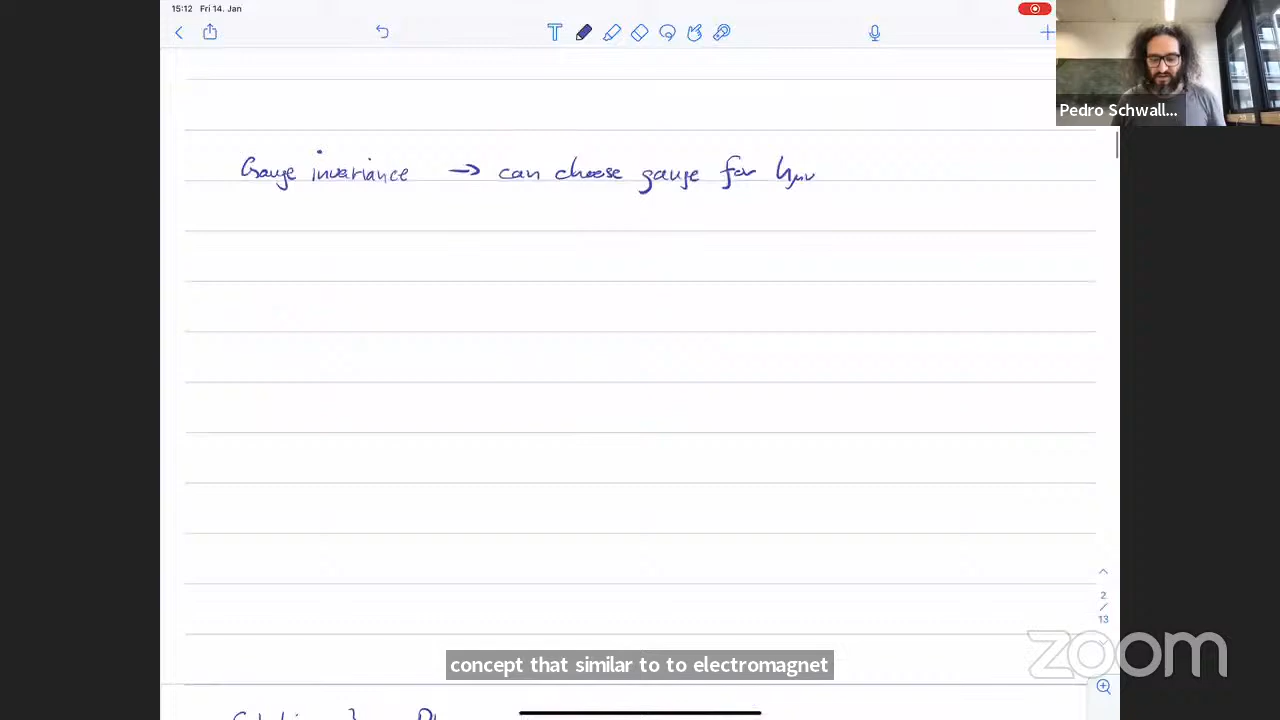 15:12 Fri 14. Jan
Pedro Schwall...
Gauge invariance → can choose gauge for hμν
2
/
13
zoom
concept that similar to to electromagnet